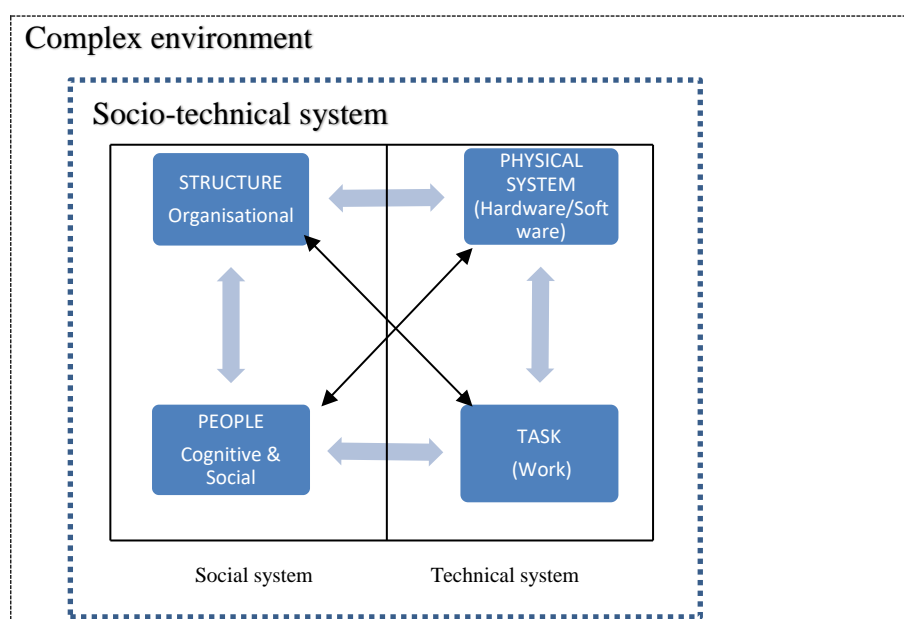 Complex environment
Socio-technical system
STRUCTURE
Organisational
PHYSICAL
SYSTEM
(Hardware/Soft
ware)
PEOPLE
Cognitive &
Social
TASK
(Work)
Social system
Technical system